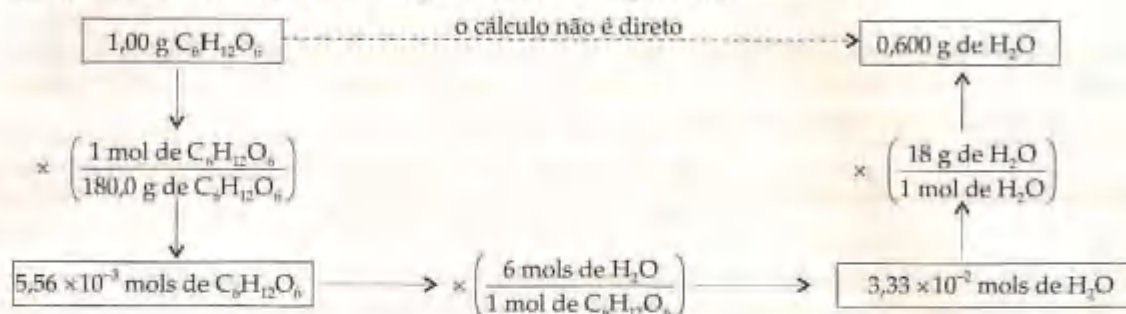 o cálculo não é direto
1,00 g C₆H₁₂O₆
0,600 g de H₂O
× (1 mol de C₆H₁₂O₆ / 180,0 g de C₆H₁₂O₆)
× (18 g de H₂O / 1 mol de H₂O)
5,56 ×10⁻³ mols de C₆H₁₂O₆
× (6 mols de H₂O / 1 mol de C₆H₁₂O₆)
3,33 ×10⁻² mols de H₂O